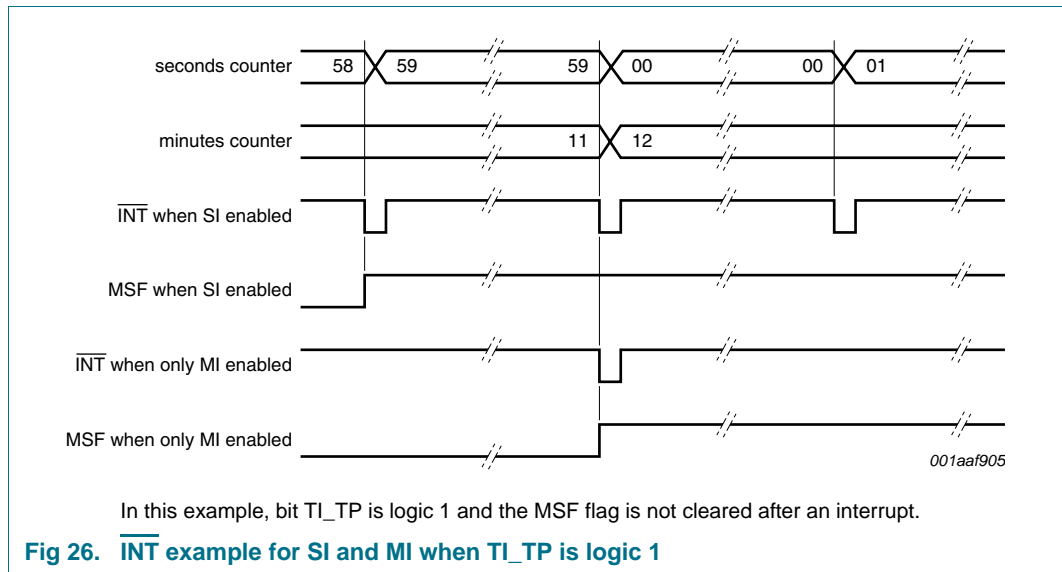 seconds counter 58 59 59 00 00 01
minutes counter 11 12
INT when SI enabled
MSF when SI enabled
INT when only MI enabled
MSF when only MI enabled
001aaf905
In this example, bit TI_TP is logic 1 and the MSF flag is not cleared after an interrupt.
Fig 26. INT example for SI and MI when TI_TP is logic 1